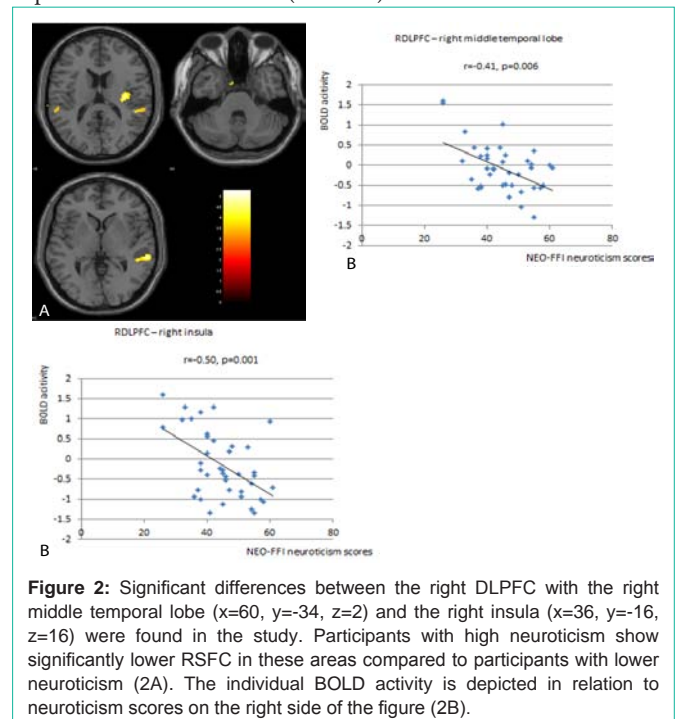 RDLPFC – right middle temporal lobe
r=-0.41, p=0.006
BOLD acitivity
2
1.5
1
0.5
0
-0.5
-1
-1.5
-2
0 20 40 60 80
NEO-FFI neuroticism scores
B
A
RDLPFC – right insula
r=-0.50, p=0.001
BOLD acitivity
2
1.5
1
0.5
0
-0.5
-1
-1.5
-2
0 20 40 60 80
B
NEO-FFI neuroticism scores
Figure 2: Significant differences between the right DLPFC with the right
middle temporal lobe (x=60, y=-34, z=2) and the right insula (x=36, y=-16,
z=16) were found in the study. Participants with high neuroticism show
significantly lower RSFC in these areas compared to participants with lower
neuroticism (2A). The individual BOLD activity is depicted in relation to
neuroticism scores on the right side of the figure (2B).